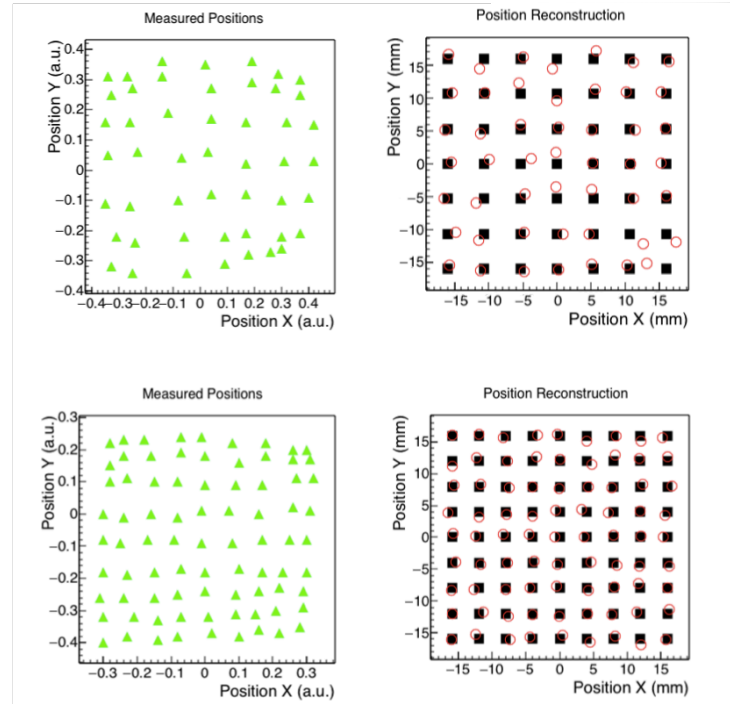 Measured Positions
Position Reconstruction
Position Y (a.u.)
0.4
0.3
0.2
0.1
0
−0.1
−0.2
−0.3
−0.4
−0.4 −0.3 −0.2 −0.1 0 0.1 0.2 0.3 0.4
Position X (a.u.)
Position Y (mm)
15
10
5
0
−5
−10
−15
−15 −10 −5 0 5 10 15
Position X (mm)
Measured Positions
Position Reconstruction
Position Y (a.u.)
0.3
0.2
0.1
0
−0.1
−0.2
−0.3
−0.4
−0.3 −0.2 −0.1 0 0.1 0.2 0.3
Position X (a.u.)
Position Y (mm)
15
10
5
0
−5
−10
−15
−15 −10 −5 0 5 10 15
Position X (mm)